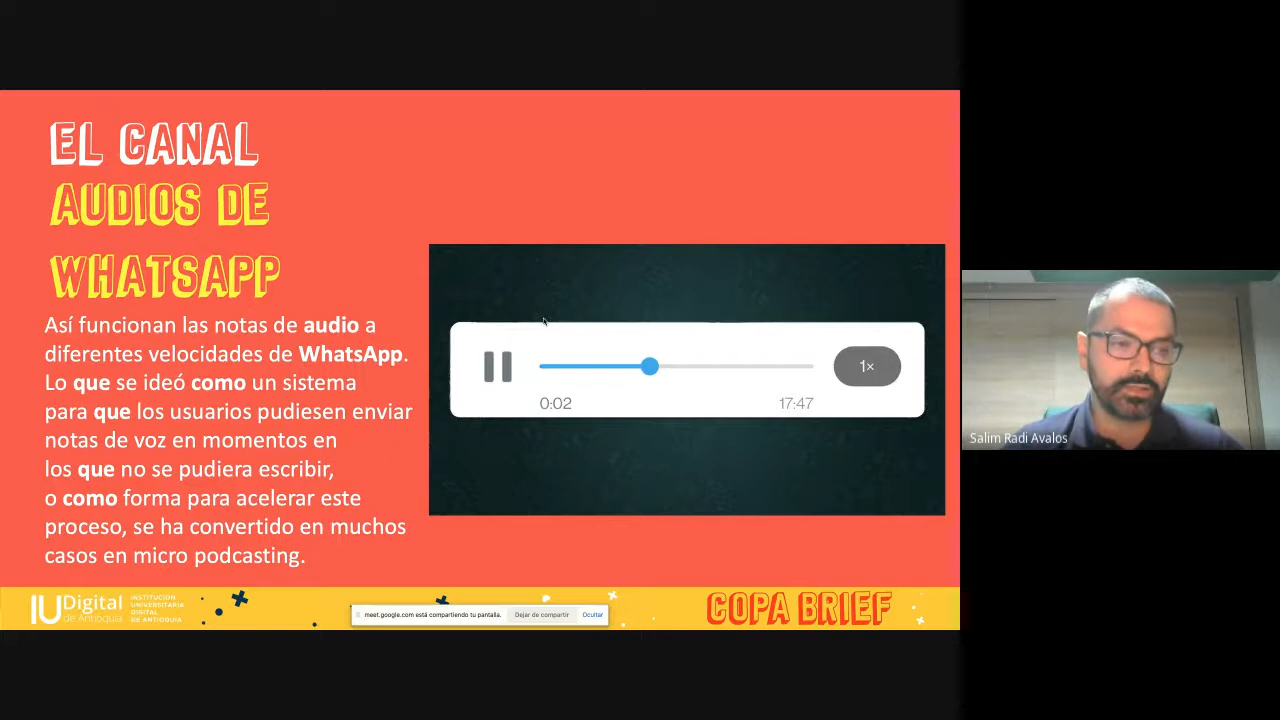 EL CANAL
AUDIOS DE
WHATSAPP
Así funcionan las notas de audio a
diferentes velocidades de WhatsApp.
Lo que se ideó como un sistema
para que los usuarios pudiesen enviar
notas de voz en momentos en
los que no se pudiera escribir,
o como forma para acelerar este
proceso, se ha convertido en muchos
casos en micro podcasting.
1×
0:02
17:47
Salim Radi Avalos
IU Digital
de Antioquia
INSTITUCIÓN
UNIVERSITARIA
DIGITAL
DE ANTIOQUIA
meet.google.com está compartiendo tu pantalla.
Dejar de compartir
Ocultar
COPA BRIEF